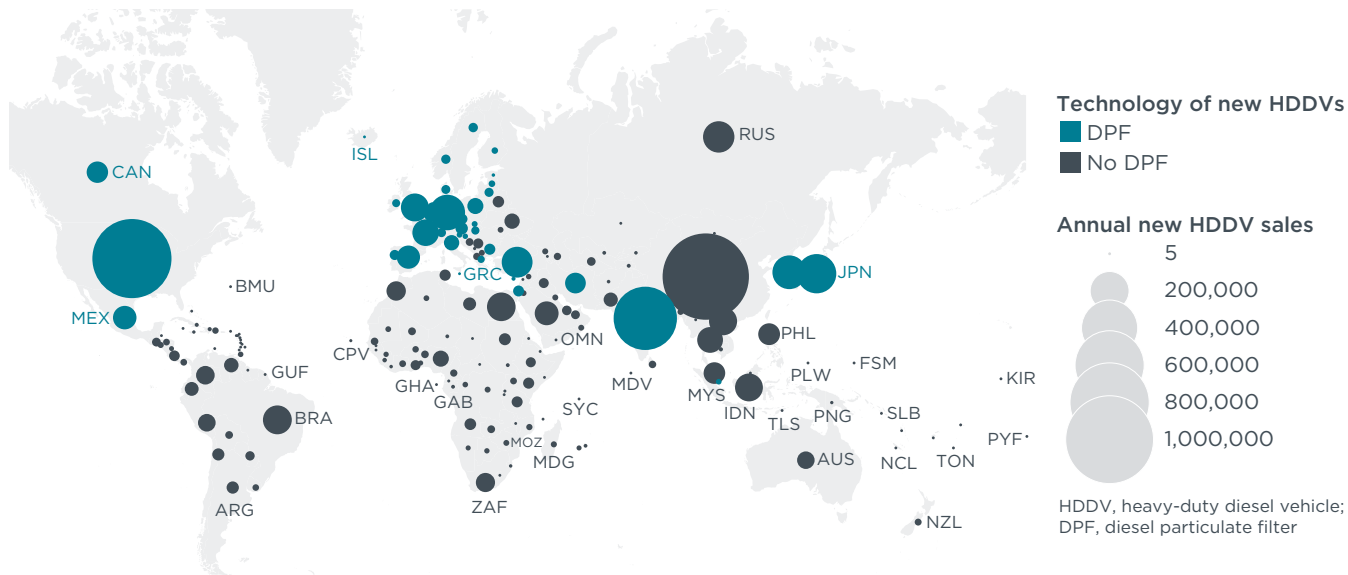 RUS
ISL
CAN
GRC
JPN
BMU
MEX
OMN
PHL
CPV
GUF
GHA
GAB
MDV
MYS
IDN
PLW
FSM
KIR
SYC
TLS
PNG
SLB
BRA
MOZ
MDG
AUS
NCL
TON
PYF
ARG
ZAF
NZL
Technology of new HDDVs
DPF
No DPF
Annual new HDDV sales
5
200,000
400,000
600,000
800,000
1,000,000
HDDV, heavy-duty diesel vehicle;
DPF, diesel particulate filter